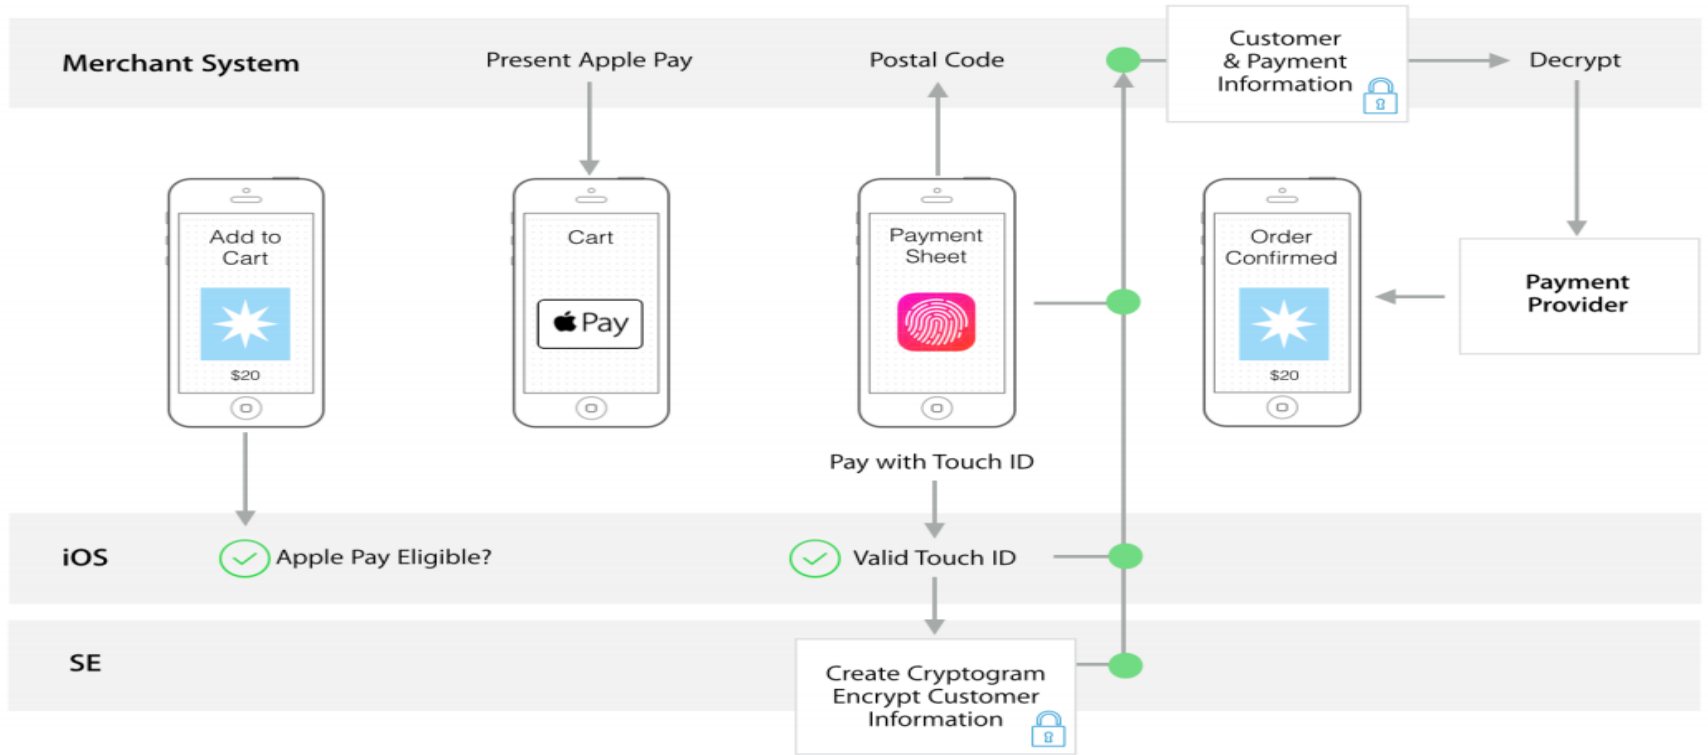 Merchant System
Present Apple Pay
Postal Code
Customer
& Payment
Information
Decrypt
Add to
Cart
$20
Cart
Pay
Payment
Sheet
Order
Confirmed
$20
Payment
Provider
Pay with Touch ID
iOS
Apple Pay Eligible?
Valid Touch ID
SE
Create Cryptogram
Encrypt Customer
Information